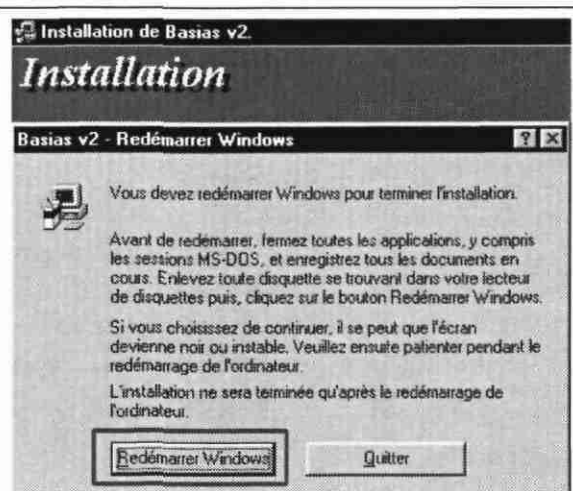 Installation de Basias v2.
Installation
Basias v2 - Redémarrer Windows
Vous devez redémarrer Windows pour terminer l'installation.
Avant de redémarrer, fermez toutes les applications, y compris
les sessions MS-DOS, et enregistrez tous les documents en
cours. Enlevez toute disquette se trouvant dans votre lecteur
de disquettes puis, cliquez sur le bouton Redémarrer Windows.
Si vous choisissez de continuer, il se peut que l'écran
devienne noir ou instable. Veuillez ensuite patienter pendant le
redémarrage de l'ordinateur.
L'installation ne sera terminée qu'après le redémarrage de
l'ordinateur.
Redémarrer Windows
Quitter